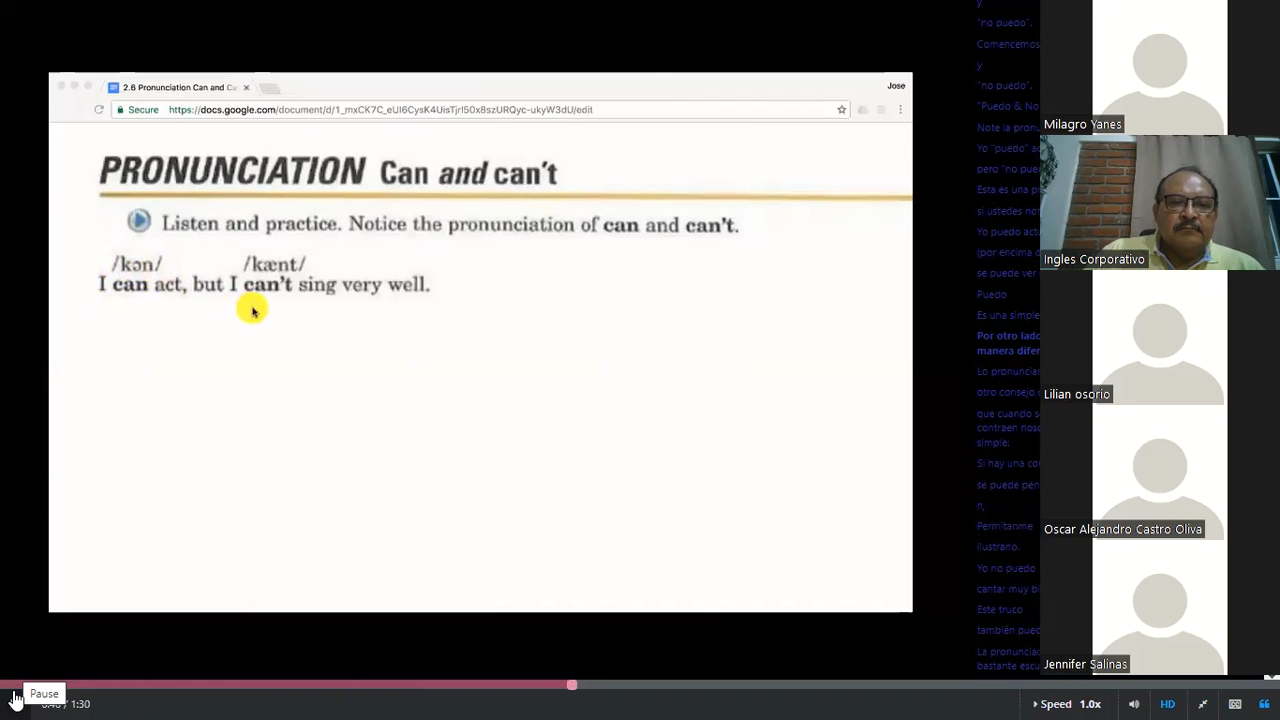 2.6 Pronunciation Can and Ca
Jose
Secure
https://docs.google.com/document/d/1_mxCK7C_eUI6CysK4UisTjrl50x8szURQyc-ukyW3dU/edit
PRONUNCIATION Can and can't
Listen and practice. Notice the pronunciation of can and can't.
/kən/ /kænt/
I can act, but I can't sing very well.
y
"no puedo".
Comencemos
y
"no puedo".
"Puedo & No
Note la pron
Yo "puedo" a
pero "no pue
Esta es una p
si ustedes no
Yo puedo acti
(por encima d
se puede ver
Puedo
Es una simple
Por otro lado
manera difer
Lo pronuncia
otro consejo
que cuando s
contraen nos
simple:
Si hay una co
se puede per
n,
Permítanme
ilustrarlo.
Yo no puedo
cantar muy bi
Este truco
también pued
La pronuncia
bastante escu
Milagro Yanes
Ingles Corporativo
Lilian osorio
Oscar Alejandro Castro Oliva
Jennifer Salinas
Pause
/ 1:30
Speed 1.0x
HD